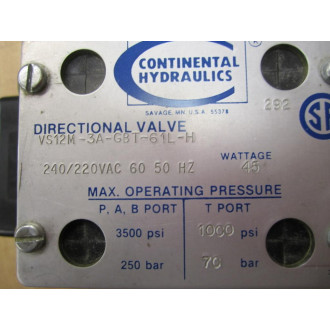 CONTINENTAL ®
HYDRAULICS
SAVAGE, MN. U.S.A. 55378
292
SA
DIRECTIONAL VALVE
VS12M-3A-GBT-61L-H
240/220VAC 60 50 HZ WATTAGE 45
MAX. OPERATING PRESSURE
P, A, B PORT T PORT
3500 psi 1000 psi
250 bar 70 bar